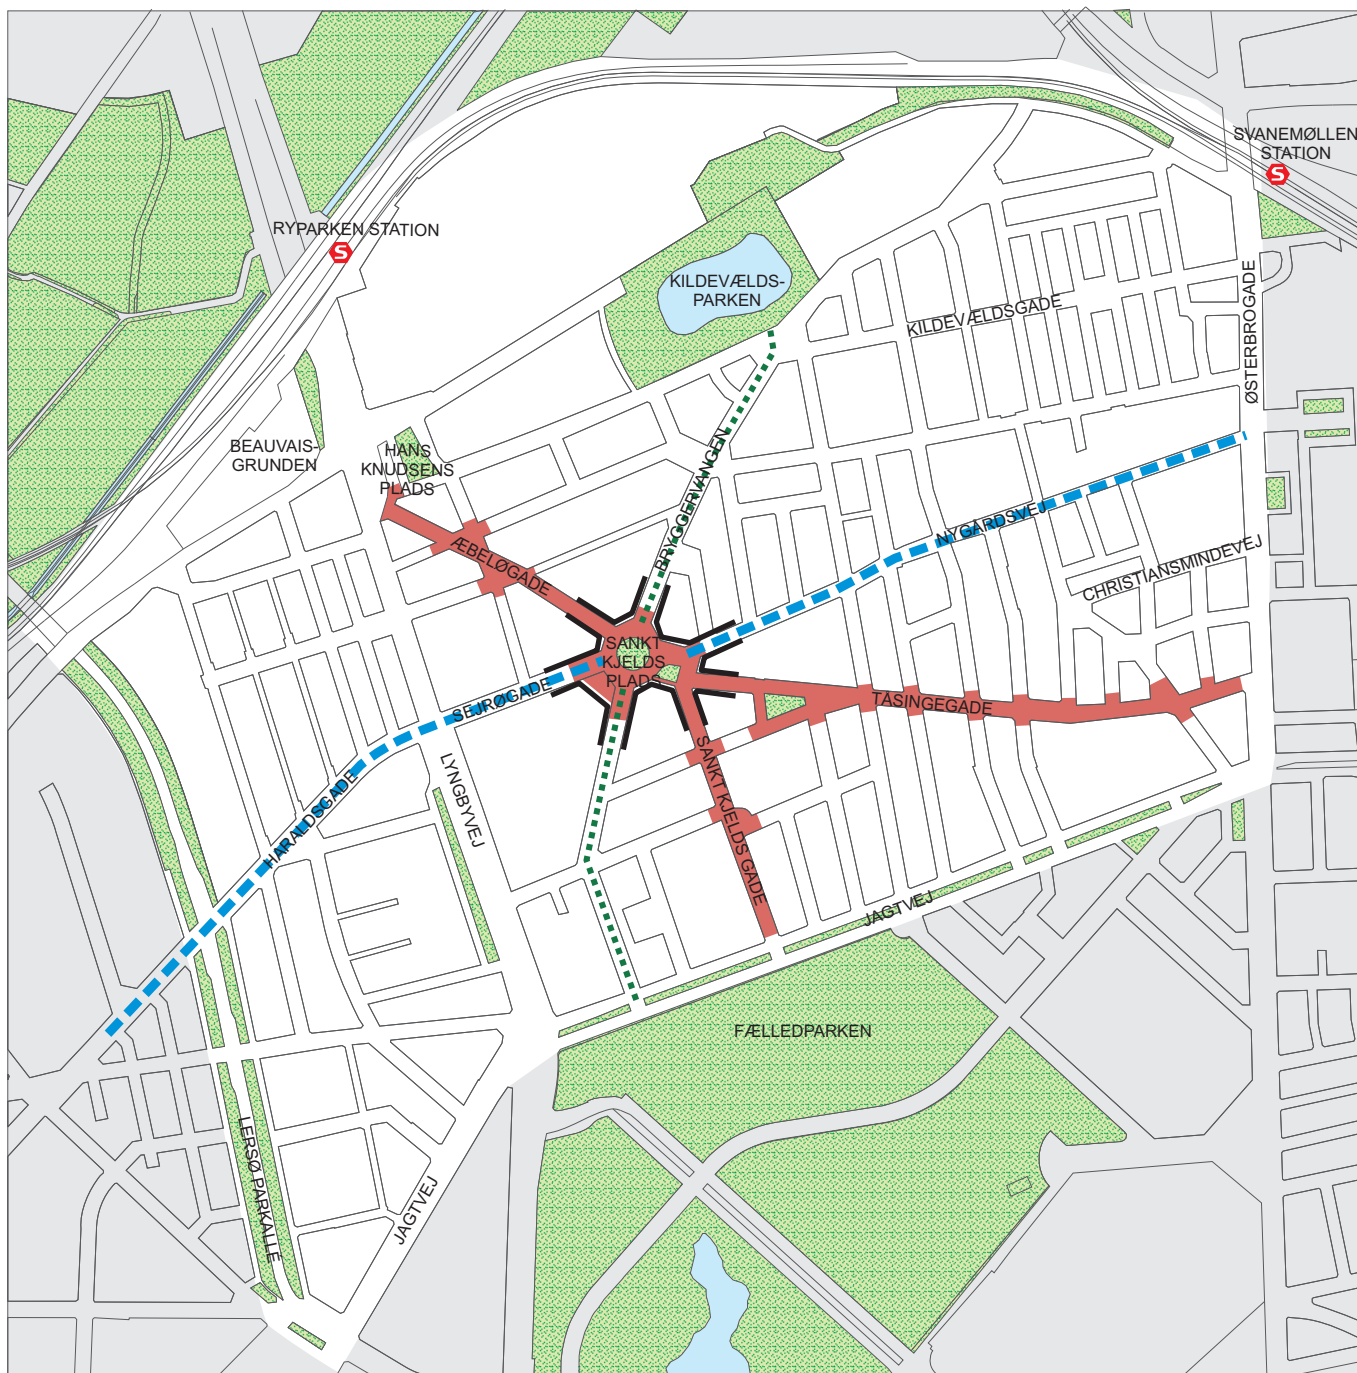 SVANEMØLLEN
STATION
S
RYPARKEN STATION
S
KILDEVÆLDS-
PARKEN
KILDEVÆLDSGADE
ØSTERBROGADE
BEAUVAIS-
GRUNDEN
HANS
KNUDSENS
PLADS
BRYGGERVANGEN
NYGÅRDSVEJ
ÆBELØGADE
CHRISTIANSMINDEVEJ
SANKT
KJELDS
PLADS
SEJRØGADE
TÅSINGEGADE
LYNGBYVEJ
HARALDSGADE
SANKT KJELDS GADE
JAGTVEJ
FÆLLEDPARKEN
LERSØ PARKALLE
JAGTVEJ